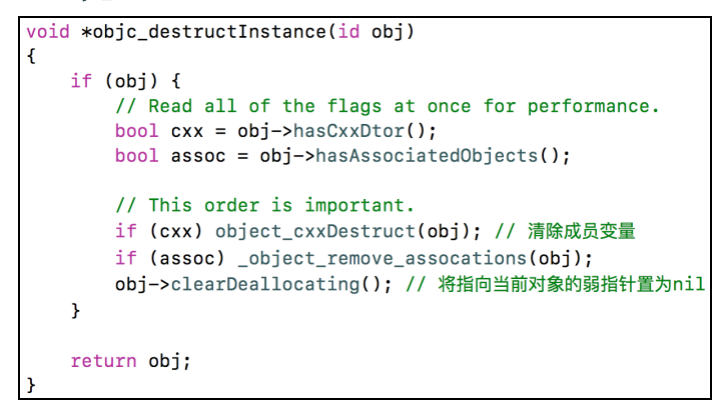 void *objc_destructInstance(id obj)
{
    if (obj) {
        // Read all of the flags at once for performance.
        bool cxx = obj->hasCxxDtor();
        bool assoc = obj->hasAssociatedObjects();

        // This order is important.
        if (cxx) object_cxxDestruct(obj); // 清除成员变量
        if (assoc) _object_remove_assocations(obj);
        obj->clearDeallocating(); // 将指向当前对象的弱指针置为nil
    }

    return obj;
}